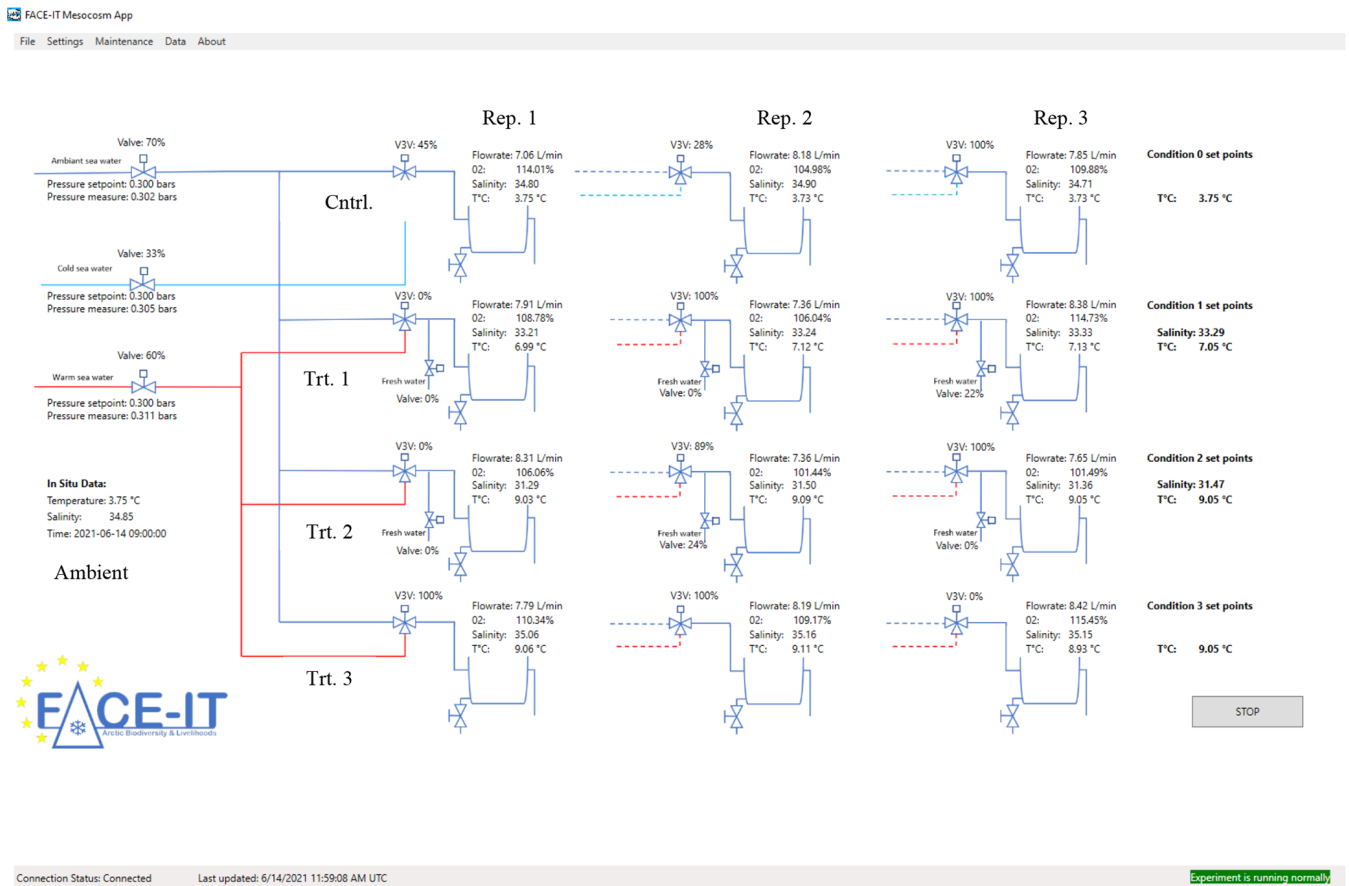 FACE-IT Mesocosm App
File Settings Maintenance Data About
Rep. 1 Rep. 2 Rep. 3
Valve: 70%
Ambiant sea water
Pressure setpoint: 0.300 bars
Pressure measure: 0.302 bars
Cntrl.
V3V: 45%
Flowrate: 7.06 L/min
02: 114.01%
Salinity: 34.80
T°C: 3.75 °C
V3V: 28%
Flowrate: 8.18 L/min
02: 104.98%
Salinity: 34.90
T°C: 3.73 °C
V3V: 100%
Flowrate: 7.85 L/min
02: 109.88%
Salinity: 34.71
T°C: 3.73 °C
Condition 0 set points
T°C: 3.75 °C
Valve: 33%
Cold sea water
Pressure setpoint: 0.300 bars
Pressure measure: 0.305 bars
V3V: 0%
Flowrate: 7.91 L/min
02: 108.78%
Salinity: 33.21
T°C: 6.99 °C
Trt. 1
Fresh water
Valve: 0%
V3V: 100%
Flowrate: 7.36 L/min
02: 106.04%
Salinity: 33.24
T°C: 7.12 °C
Fresh water
Valve: 0%
V3V: 100%
Flowrate: 8.38 L/min
02: 114.73%
Salinity: 33.33
T°C: 7.13 °C
Fresh water
Valve: 22%
Condition 1 set points
Salinity: 33.29
T°C: 7.05 °C
Valve: 60%
Warm sea water
Pressure setpoint: 0.300 bars
Pressure measure: 0.311 bars
V3V: 0%
Flowrate: 8.31 L/min
02: 106.06%
Salinity: 31.29
T°C: 9.03 °C
Trt. 2
Fresh water
Valve: 0%
V3V: 89%
Flowrate: 7.36 L/min
02: 101.44%
Salinity: 31.50
T°C: 9.09 °C
Fresh water
Valve: 24%
V3V: 100%
Flowrate: 7.65 L/min
02: 101.49%
Salinity: 31.36
T°C: 9.05 °C
Fresh water
Valve: 0%
Condition 2 set points
Salinity: 31.47
T°C: 9.05 °C
In Situ Data:
Temperature: 3.75 °C
Salinity: 34.85
Time: 2021-06-14 09:00:00
Ambient
V3V: 100%
Flowrate: 7.79 L/min
02: 110.34%
Salinity: 35.06
T°C: 9.06 °C
Trt. 3
V3V: 100%
Flowrate: 8.19 L/min
02: 109.17%
Salinity: 35.16
T°C: 9.11 °C
V3V: 0%
Flowrate: 8.42 L/min
02: 115.45%
Salinity: 35.15
T°C: 8.93 °C
Condition 3 set points
T°C: 9.05 °C
FACE-IT
Arctic Biodiversity & Livelihoods
STOP
Connection Status: Connected Last updated: 6/14/2021 11:59:08 AM UTC Experiment is running normally